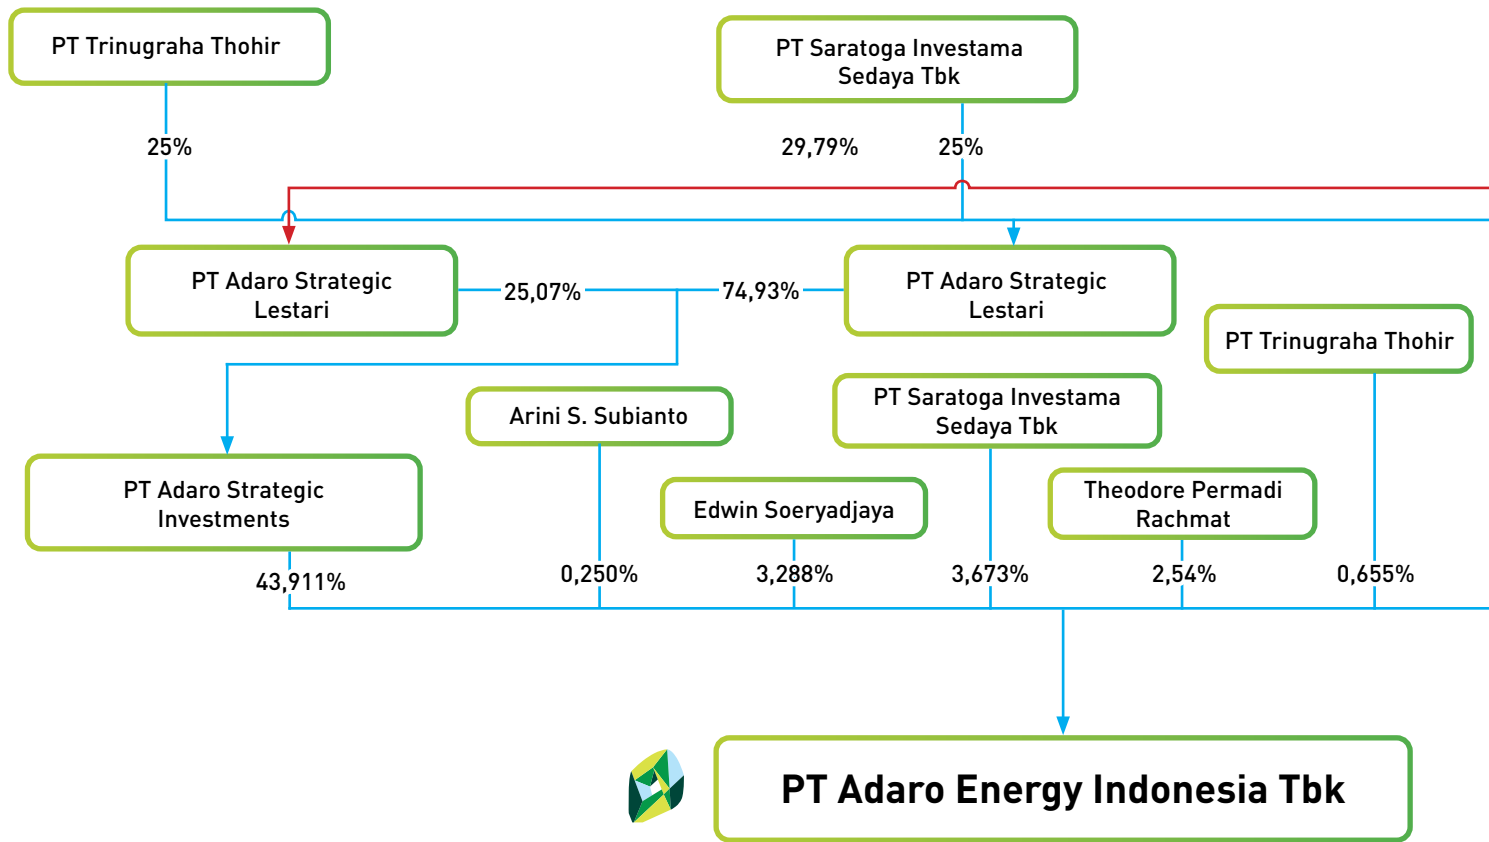 PT Trinugraha Thohir
PT Saratoga Investama
Sedaya Tbk
25%
29,79%
25%
PT Adaro Strategic
Lestari
25,07%
74,93%
PT Adaro Strategic
Lestari
PT Trinugraha Thohir
Arini S. Subianto
PT Saratoga Investama
Sedaya Tbk
PT Adaro Strategic
Investments
Edwin Soeryadjaya
Theodore Permadi
Rachmat
43,911%
0,250%
3,288%
3,673%
2,54%
0,655%
PT Adaro Energy Indonesia Tbk